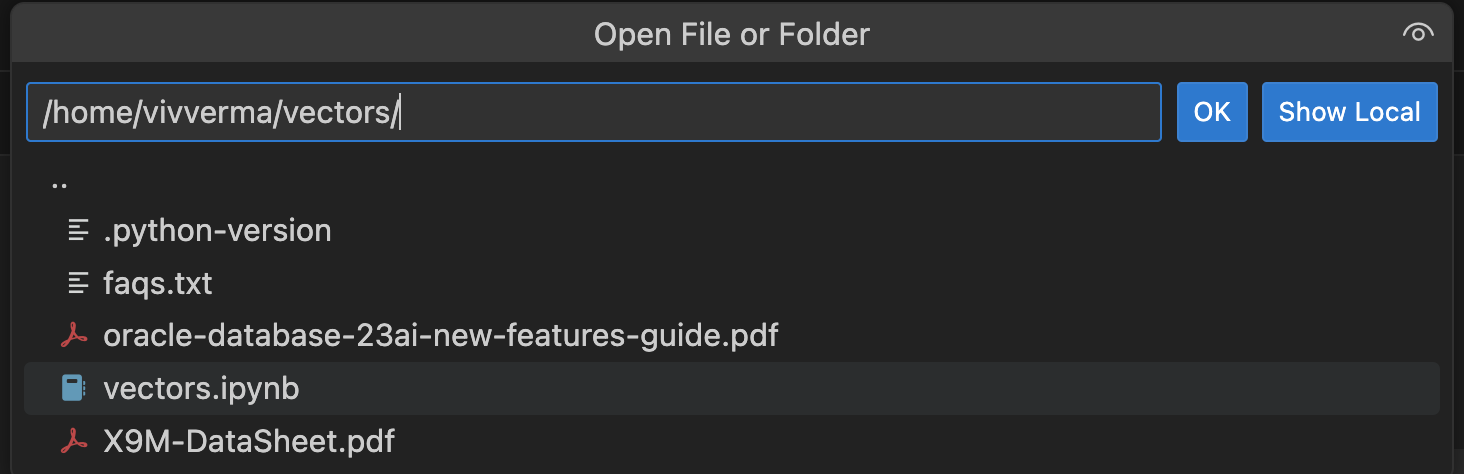 Open File or Folder
/home/vivverma/vectors/
OK
Show Local
..
.python-version
faqs.txt
oracle-database-23ai-new-features-guide.pdf
vectors.ipynb
X9M-DataSheet.pdf